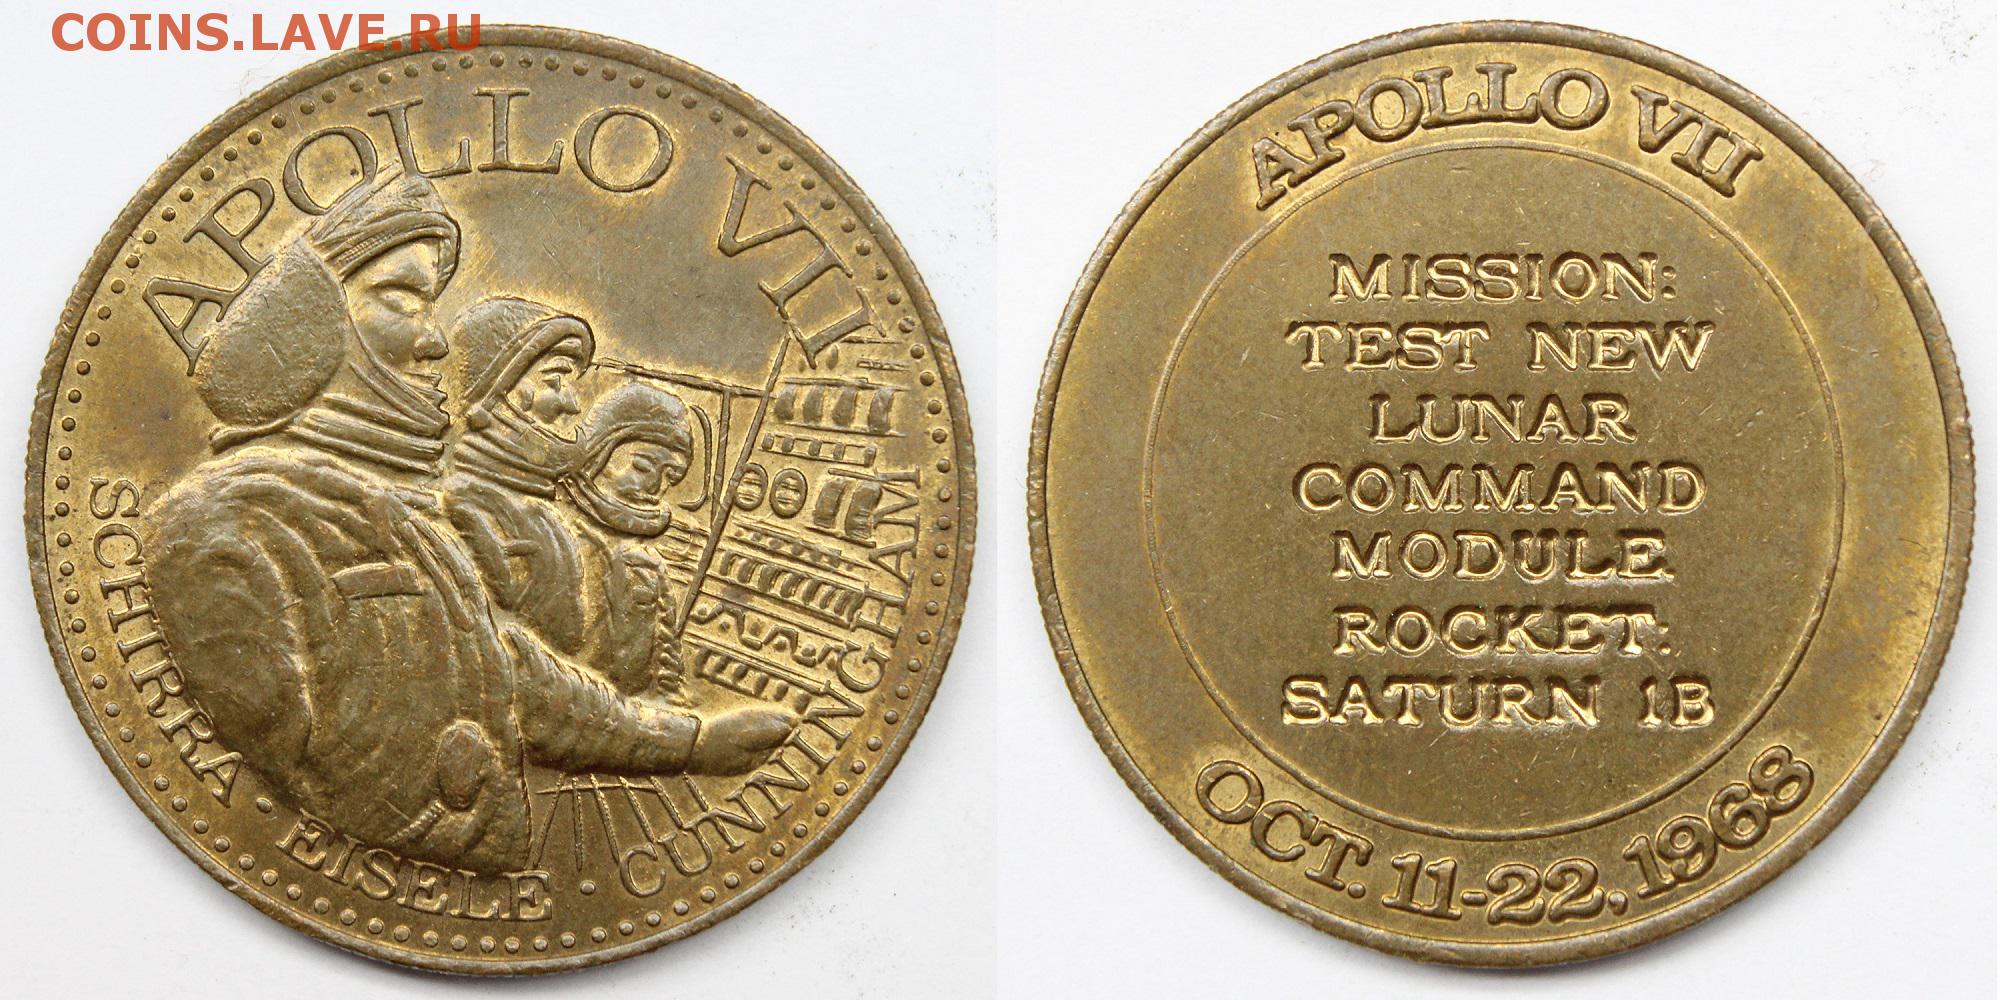 COINS.LAVE.RU
APOLLO VII
SCHIRRA · EISELE · CUNNINGHAM
APOLLO VII
MISSION:
TEST NEW
LUNAR
COMMAND
MODULE
ROCKET:
SATURN 1B
OCT. 11-22, 1968